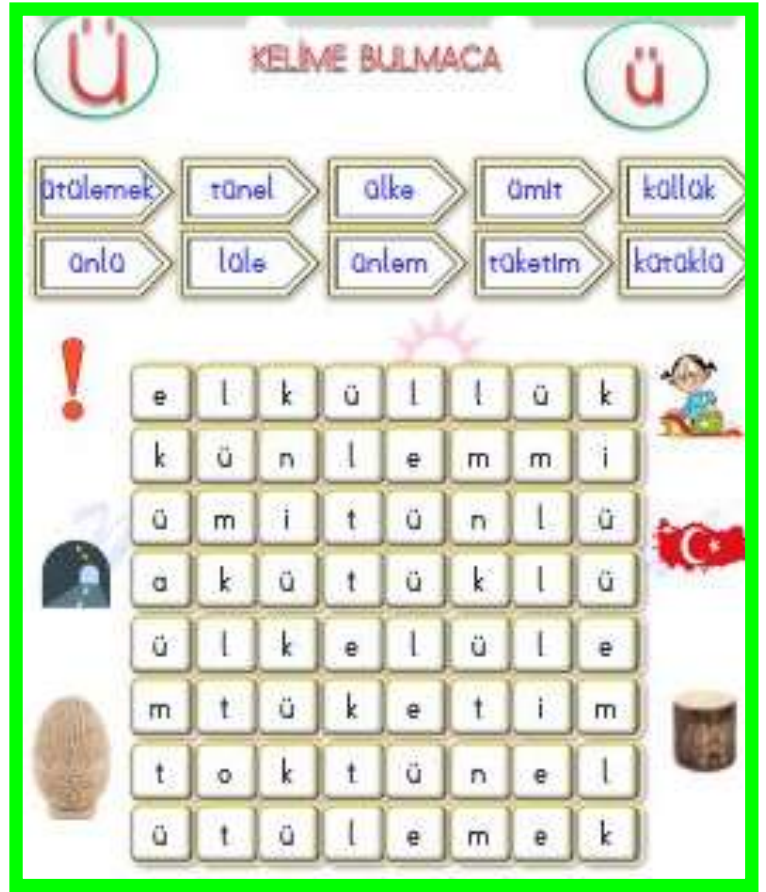 Ü KELİME BULMACA ü
ütülemek tünel ülke ümit küllük
ünlü lüle ünlem tüketim kütüklü
e l k ü l l ü k
k ü n l e m m i
ü m i t ü n l ü
a k ü t ü k l ü
ü l k e l ü l e
m t ü k e t i m
t o k t ü n e l
ü t ü l e m e k